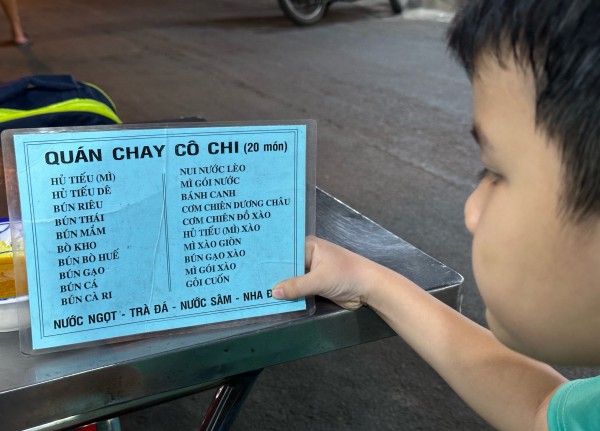 QUÁN CHAY CÔ CHI (20 món)
HỦ TIẾU (MÌ)
HỦ TIẾU DÊ
BÚN RIÊU
BÚN THÁI
BÚN MẮM
BÒ KHO
BÚN BÒ HUẾ
BÚN GẠO
BÚN CÁ
BÚN CÀ RI
NUI NƯỚC LÈO
MÌ GÓI NƯỚC
BÁNH CANH
CƠM CHIÊN DƯƠNG CHÂU
CƠM CHIÊN ĐỒ XÀO
HỦ TIẾU (MÌ) XÀO
MÌ XÀO GIÒN
BÚN GẠO XÀO
MÌ GÓI XÀO
GỎI CUỐN
NƯỚC NGỌT - TRÀ ĐÁ - NƯỚC SÂM - NHA